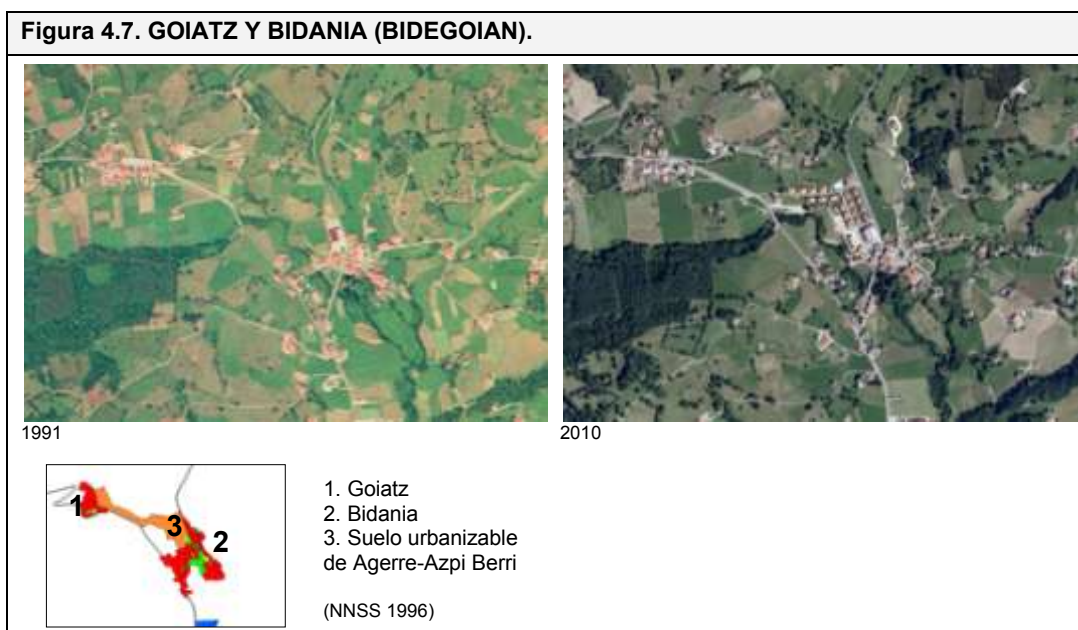 Figura 4.7. GOIATZ Y BIDANIA (BIDEGOIAN).
1991
2010
1
3
2
1. Goiatz
2. Bidania
3. Suelo urbanizable
de Agerre-Azpi Berri
(NNSS 1996)